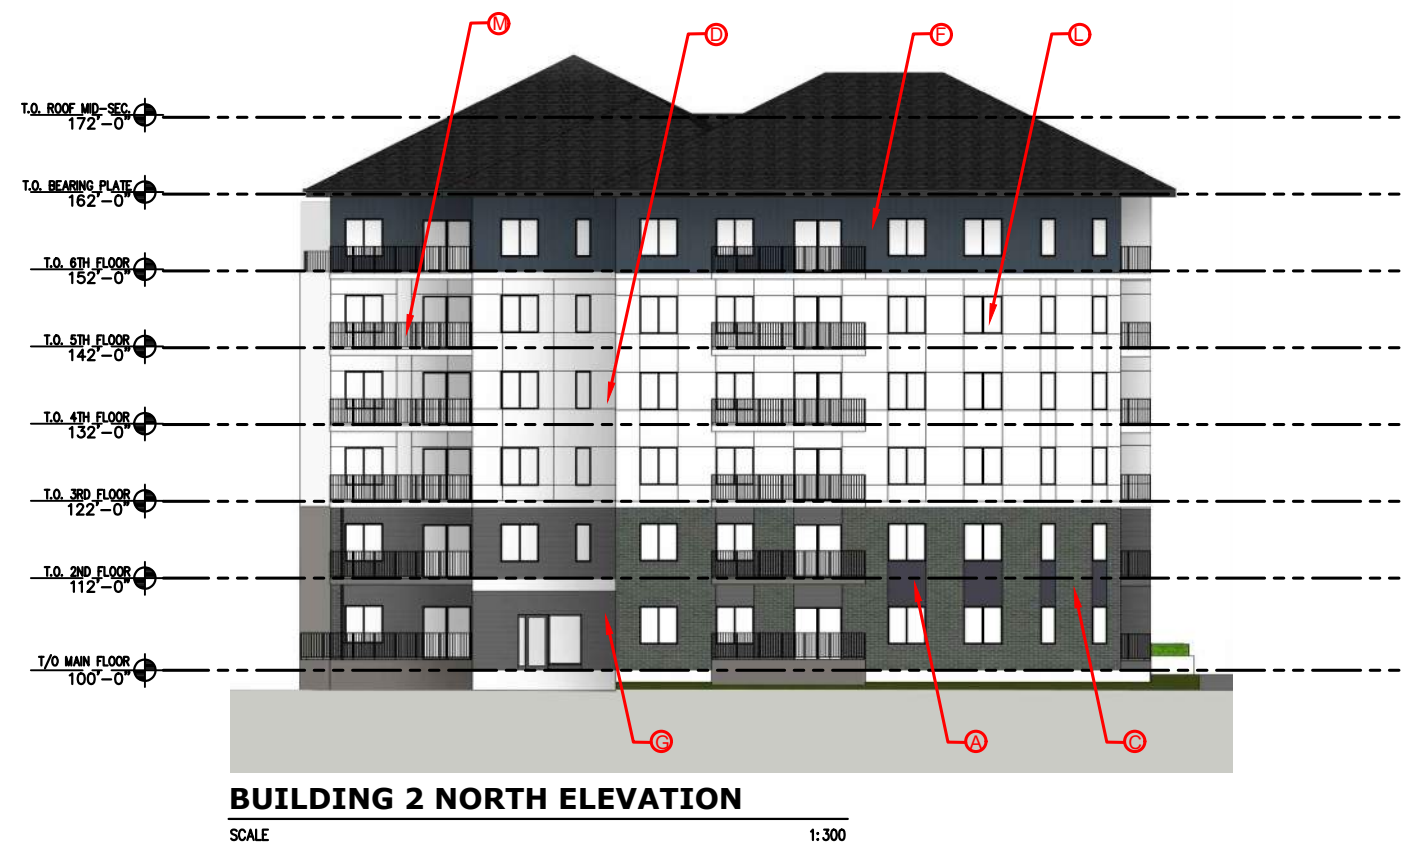 M
D
F
L
T.O. ROOF MID-SEC.
172'-0"
T.O. BEARING PLATE
162'-0"
T.O. 6TH FLOOR
152'-0"
T.O. 5TH FLOOR
142'-0"
T.O. 4TH FLOOR
132'-0"
T.O. 3RD FLOOR
122'-0"
T.O. 2ND FLOOR
112'-0"
T/O MAIN FLOOR
100'-0"
G
A
C
BUILDING 2 NORTH ELEVATION
SCALE 1:300